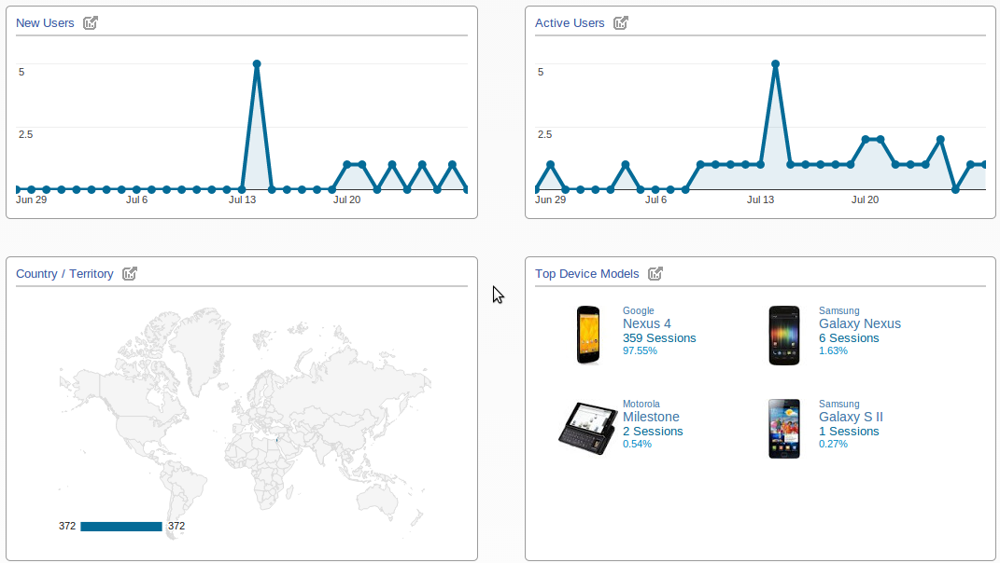 New Users
5
2.5
Jun 29
Jul 6
Jul 13
Jul 20
Active Users
5
2.5
Jun 29
Jul 6
Jul 13
Jul 20
Country / Territory
372
372
Top Device Models
Google
Nexus 4
359 Sessions
97.55%
Samsung
Galaxy Nexus
6 Sessions
1.63%
Motorola
Milestone
2 Sessions
0.54%
Samsung
Galaxy S II
1 Sessions
0.27%